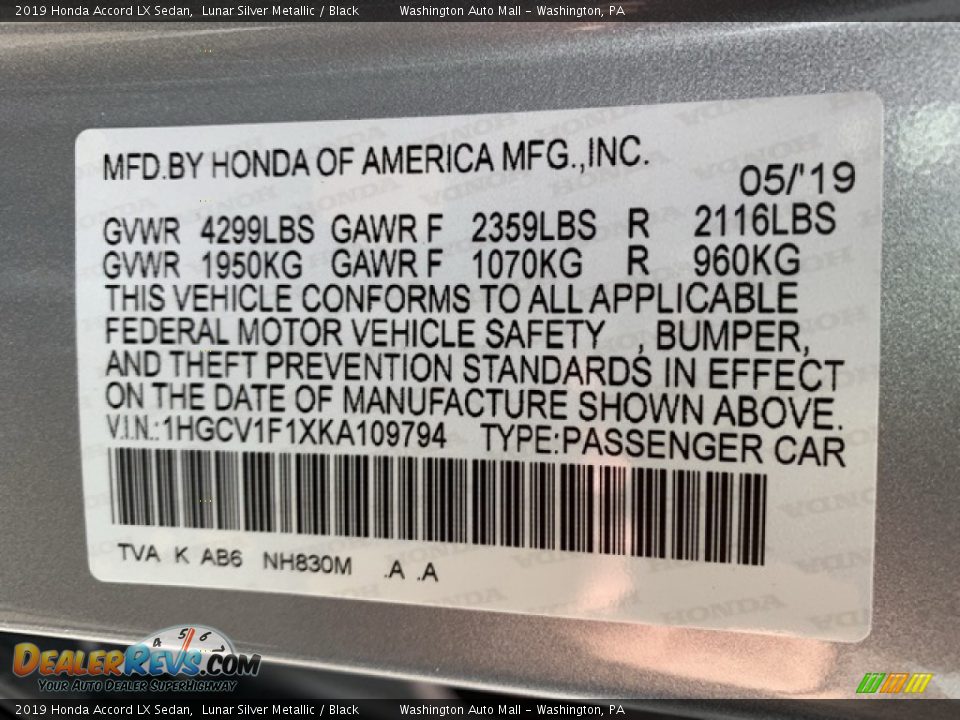 2019 Honda Accord LX Sedan, Lunar Silver Metallic / Black Washington Auto Mall - Washington, PA
MFD.BY HONDA OF AMERICA MFG.,INC.
05/'19
GVWR 4299LBS GAWR F 2359LBS R 2116LBS
GVWR 1950KG GAWR F 1070KG R 960KG
THIS VEHICLE CONFORMS TO ALL APPLICABLE
FEDERAL MOTOR VEHICLE SAFETY , BUMPER,
AND THEFT PREVENTION STANDARDS IN EFFECT
ON THE DATE OF MANUFACTURE SHOWN ABOVE.
V.I.N.:1HGCV1F1XKA109794 TYPE:PASSENGER CAR
TVA K AB6 NH830M .A .A
DEALERREVS.COM
YOUR AUTO DEALER SUPERHIGHWAY
2019 Honda Accord LX Sedan, Lunar Silver Metallic / Black Washington Auto Mall - Washington, PA